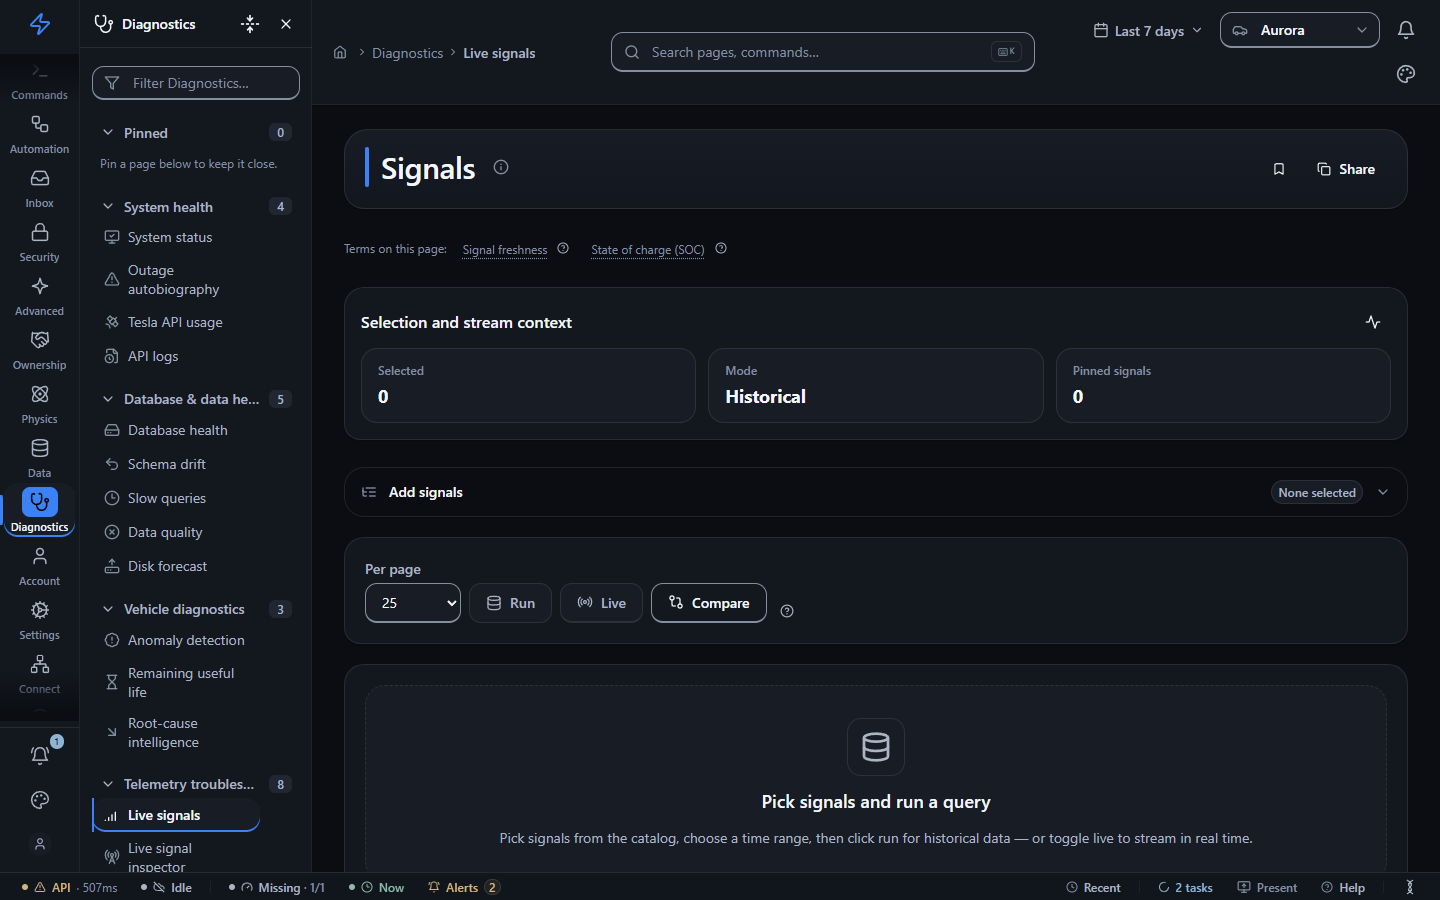 Commands
Automation
Inbox
Security
Advanced
Ownership
Physics
Data
Diagnostics
Account
Settings
Connect
1
Diagnostics
Filter Diagnostics...
Pinned 0
Pin a page below to keep it close.
System health 4
System status
Outage
autobiography
Tesla API usage
API logs
Database & data he... 5
Database health
Schema drift
Slow queries
Data quality
Disk forecast
Vehicle diagnostics 3
Anomaly detection
Remaining useful
life
Root-cause
intelligence
Telemetry troubles... 8
Live signals
Live signal
inspector
Diagnostics Live signals
Search pages, commands... K
Last 7 days
Aurora
Signals
Share
Terms on this page: Signal freshness State of charge (SOC)
Selection and stream context
Selected
0
Mode
Historical
Pinned signals
0
Add signals None selected
Per page
25 Run Live Compare
Pick signals and run a query
Pick signals from the catalog, choose a time range, then click run for historical data — or toggle live to stream in real time.
API · 507ms Idle Missing · 1/1 Now Alerts 2 Recent 2 tasks Present Help